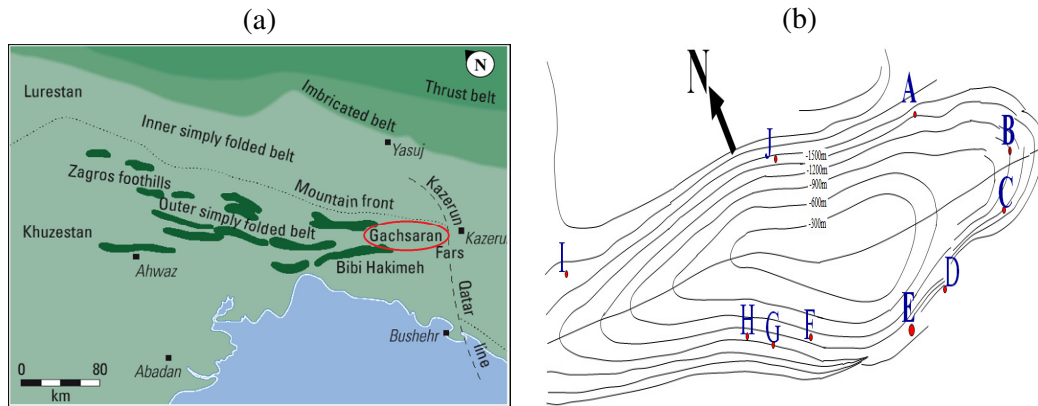 (a)
N
Lurestan
Thrust belt
Imbricated belt
Inner simply folded belt
Yasuj
Zagros foothills
Mountain front
Kazerun
Outer simply folded belt
Khuzestan
Gachsaran
Kazeru
Fars
Ahwaz
Bibi Hakimeh
Qatar
line
Bushehr
Abadan
0 80
km
(b)
N
A
B
J
-1500m
-1200m
-900m
-600m
-300m
C
I
D
E
H
G
F